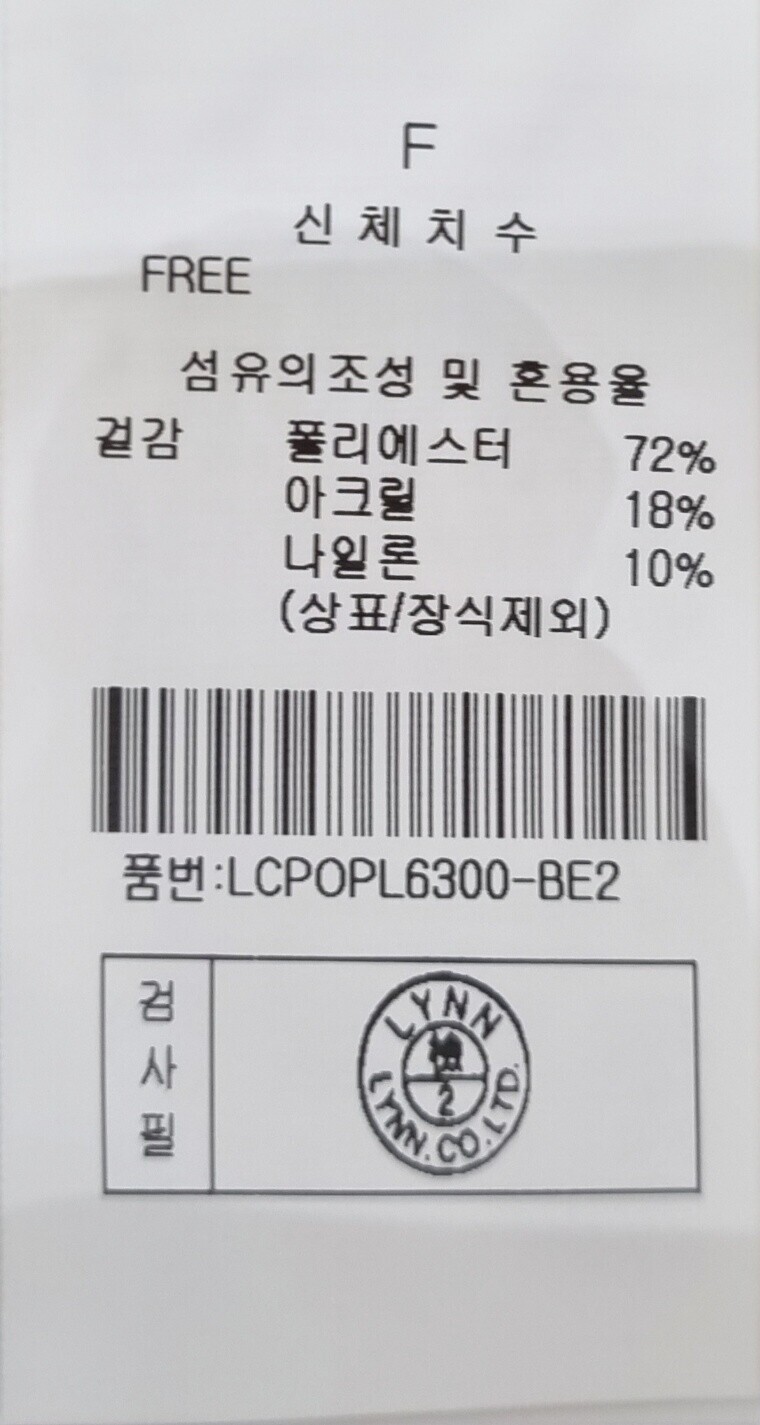 F
신체치수
FREE
섬유의조성 및 혼용율
겉감 폴리에스터 72%
아크릴 18%
나일론 10%
(상표/장식제외)
품번:LCPOPL6300-BE2
검사필
LYNN
2
LYNN.CO.LTD.